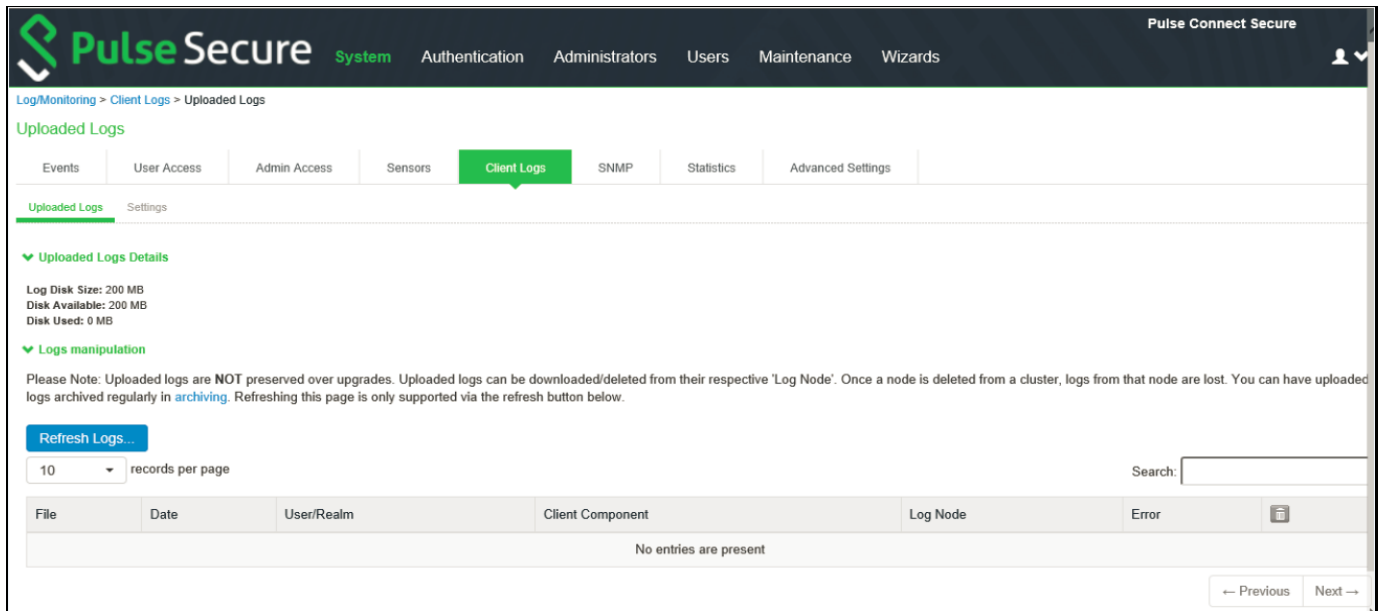 Pulse Connect Secure
Pulse Secure System Authentication Administrators Users Maintenance Wizards
Log/Monitoring > Client Logs > Uploaded Logs
Uploaded Logs
Events User Access Admin Access Sensors Client Logs SNMP Statistics Advanced Settings
Uploaded Logs Settings
Uploaded Logs Details
Log Disk Size: 200 MB
Disk Available: 200 MB
Disk Used: 0 MB
Logs manipulation
Please Note: Uploaded logs are NOT preserved over upgrades. Uploaded logs can be downloaded/deleted from their respective 'Log Node'. Once a node is deleted from a cluster, logs from that node are lost. You can have uploaded
logs archived regularly in archiving. Refreshing this page is only supported via the refresh button below.
Refresh Logs...
10 records per page Search:
File Date User/Realm Client Component Log Node Error
No entries are present
← Previous Next →